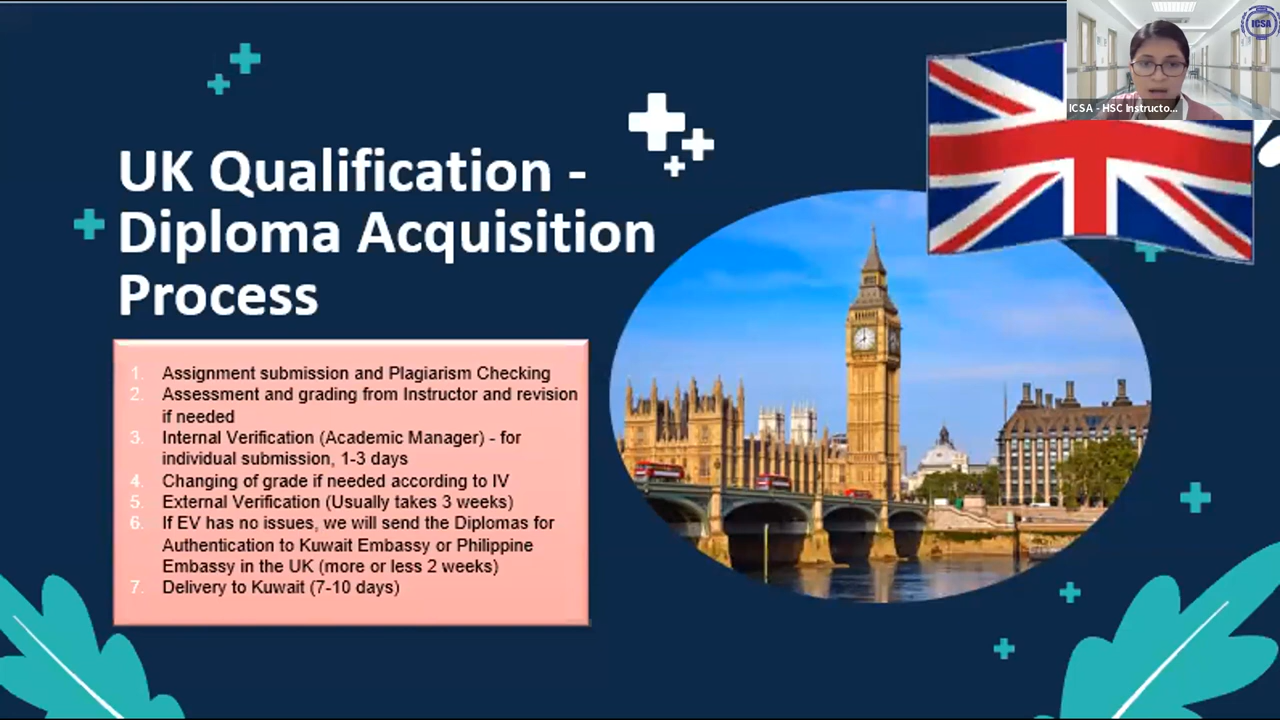 ICSA
ICSA - HSC Instructo...
UK Qualification -
Diploma Acquisition
Process
1. Assignment submission and Plagiarism Checking
2. Assessment and grading from Instructor and revision
if needed
3. Internal Verification (Academic Manager) - for
individual submission, 1-3 days
4. Changing of grade if needed according to IV
5. External Verification (Usually takes 3 weeks)
6. If EV has no issues, we will send the Diplomas for
Authentication to Kuwait Embassy or Philippine
Embassy in the UK (more or less 2 weeks)
7. Delivery to Kuwait (7-10 days)